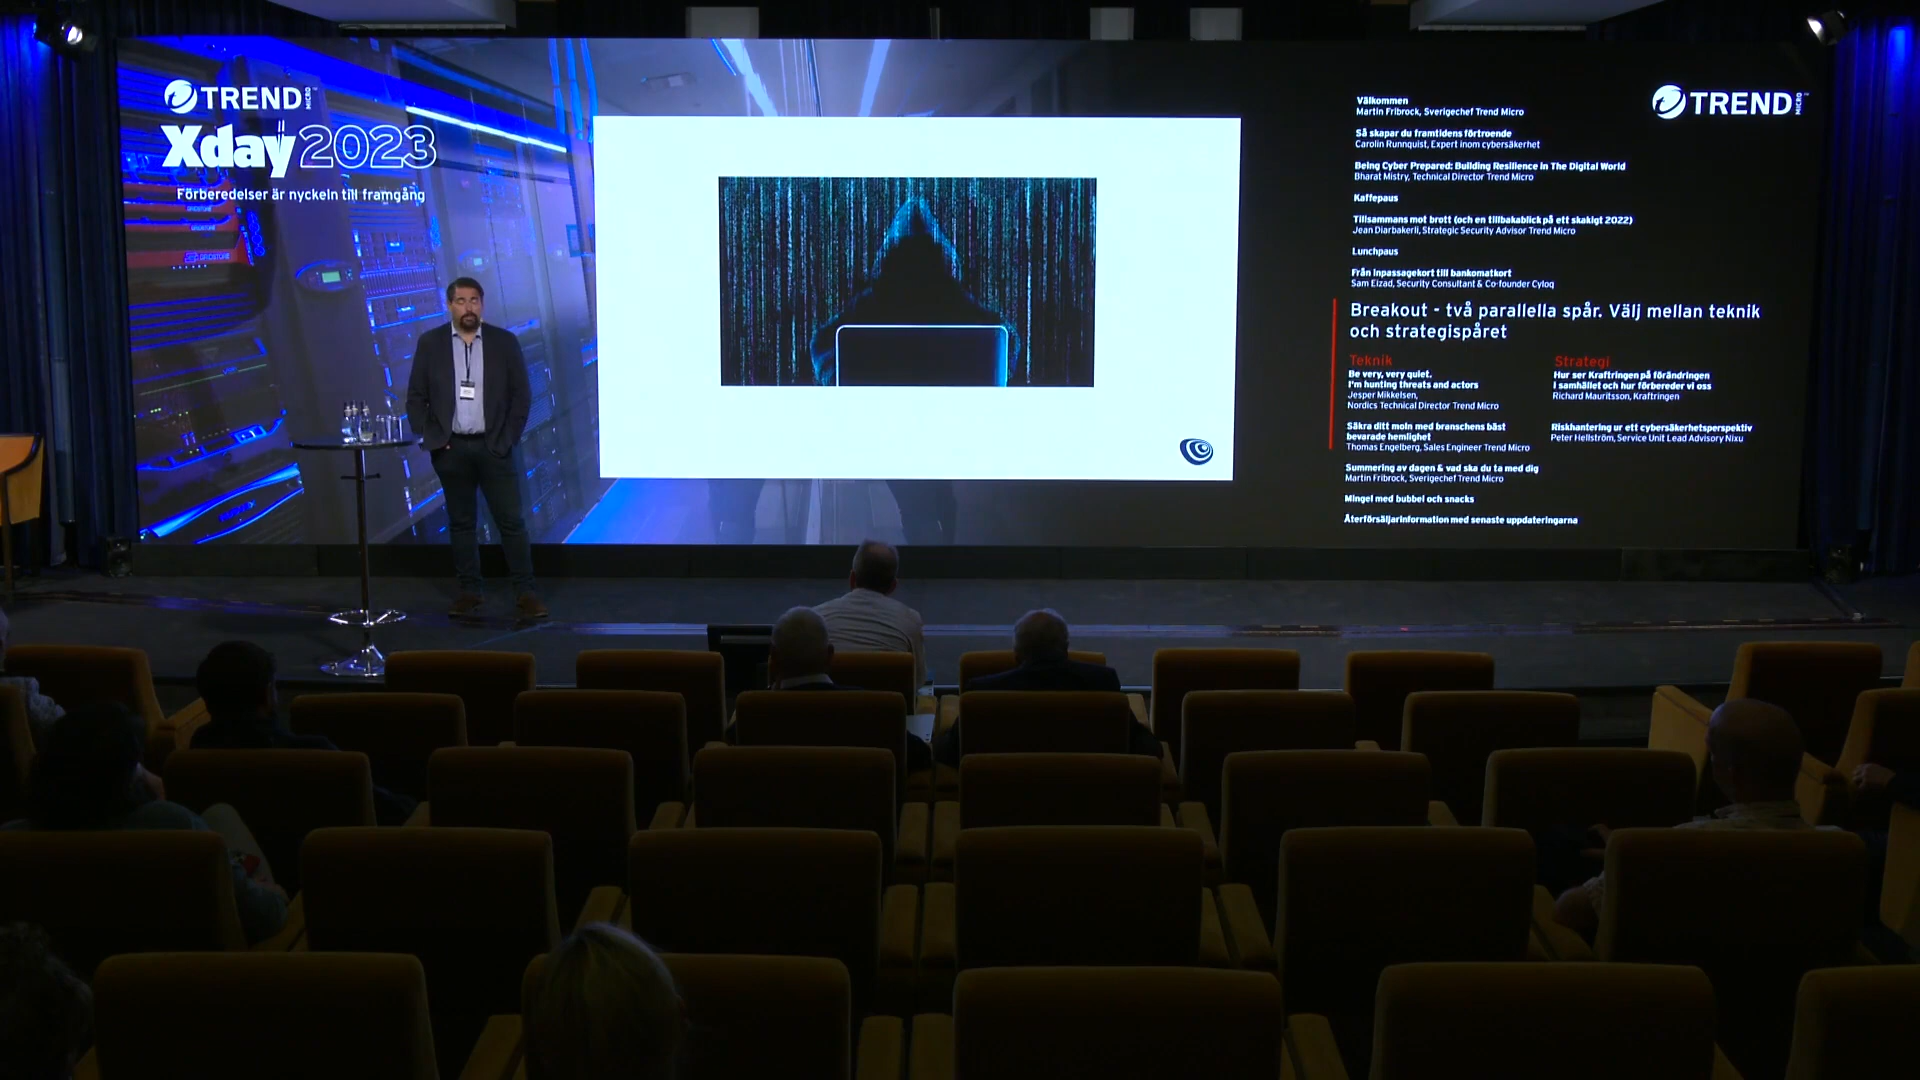 TREND MICRO
Xday 2023
Förberedelser är nyckeln till framgång
TREND MICRO
Välkommen
Martin Fribrock, Sverigechef Trend Micro
Så skapar du framtidens förtroende
Carolin Runnquist, Expert inom cybersäkerhet
Being Cyber Prepared: Building Resilience in The Digital World
Bharat Mistry, Technical Director Trend Micro
Kaffepaus
Tillsammans mot brott (och en tillbakablick på ett skakigt 2022)
Jean Diarbakerli, Strategic Security Advisor Trend Micro
Lunchpaus
Från inpassagekort till bankomatkort
Sam Eizad, Security Consultant & Co-founder Cyloq
Breakout - två parallella spår. Välj mellan teknik
och strategispåret
Teknik
Be very, very quiet.
I'm hunting threats and actors
Jesper Mikkelsen,
Nordics Technical Director Trend Micro
Säkra ditt moln med branschens bäst
bevarade hemlighet
Thomas Engelberg, Sales Engineer Trend Micro
Strategi
Hur ser Kraftringen på förändringen
i samhället och hur förbereder vi oss
Richard Mauritsson, Kraftringen
Riskhantering ur ett cybersäkerhetsperspektiv
Peter Hellström, Service Unit Lead Advisory Nixu
Summering av dagen & vad ska du ta med dig
Martin Fribrock, Sverigechef Trend Micro
Mingel med bubbel och snacks
Återförsäljarinformation med senaste uppdateringarna